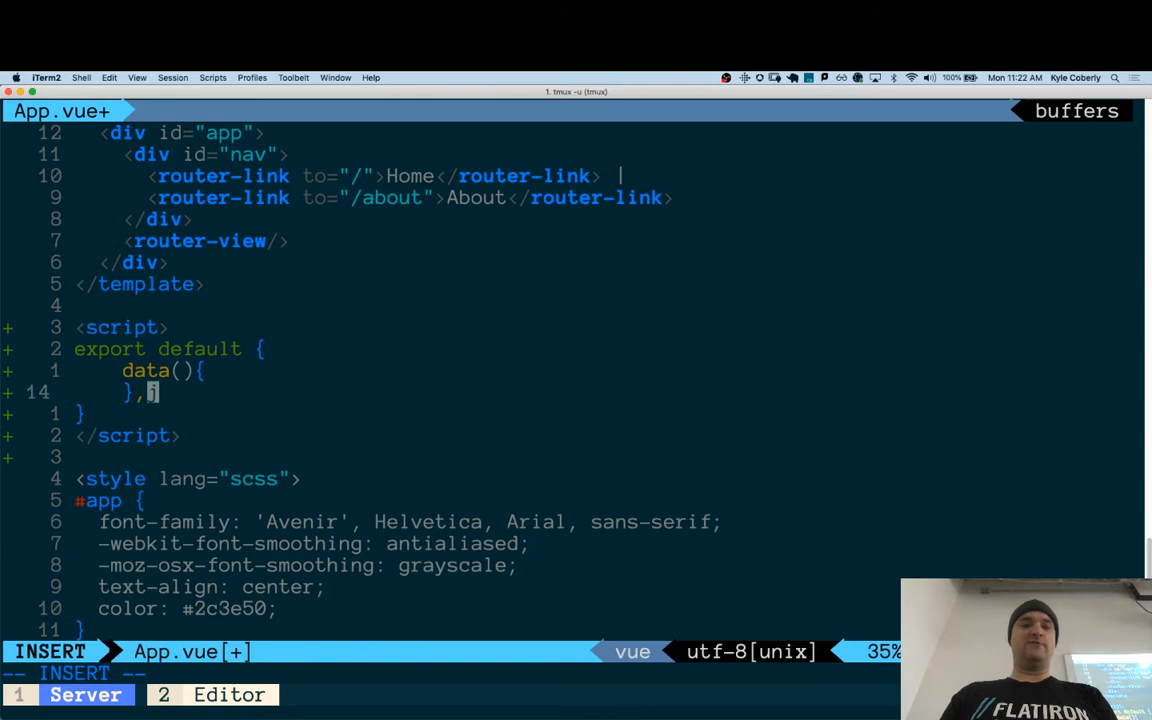 iTerm2 Shell Edit View Session Scripts Profiles Toolbelt Window Help 100% Mon 11:22 AM Kyle Coberly
1. tmux -u (tmux)
App.vue+ buffers
12 <div id="app">
11 <div id="nav">
10 <router-link to="/">Home</router-link> |
9 <router-link to="/about">About</router-link>
8 </div>
7 <router-view/>
6 </div>
5 </template>
4
+ 3 <script>
+ 2 export default {
+ 1 data(){
+ 14 },j
+ 1 }
+ 2 </script>
+ 3
4 <style lang="scss">
5 #app {
6 font-family: 'Avenir', Helvetica, Arial, sans-serif;
7 -webkit-font-smoothing: antialiased;
8 -moz-osx-font-smoothing: grayscale;
9 text-align: center;
10 color: #2c3e50;
11 }
INSERT App.vue[+] vue utf-8[unix] 35%
-- INSERT --
1 Server 2 Editor
// FLATIRON